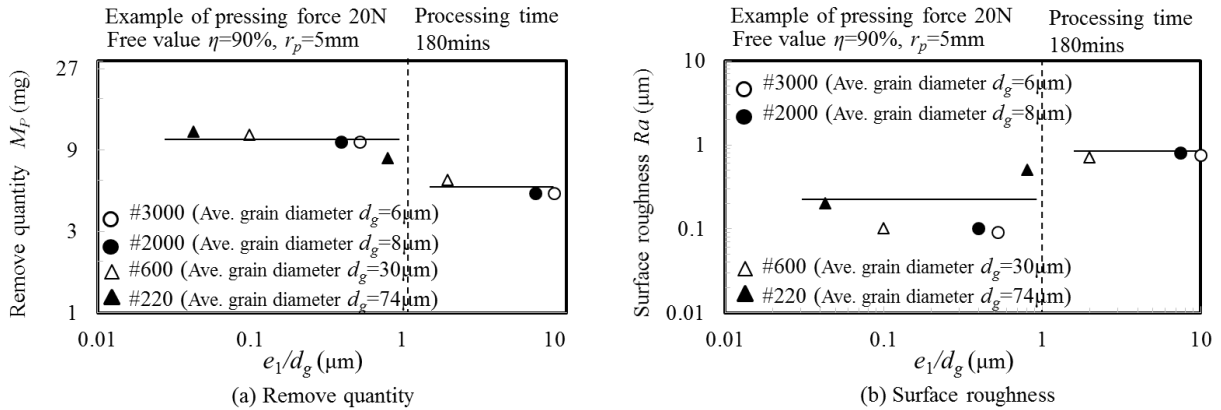 Example of pressing force 20N
Free value η=90%, rp=5mm
Processing time
180mins
Remove quantity MP (mg)
27
9
3
1
#3000 (Ave. grain diameter dg=6μm)
#2000 (Ave. grain diameter dg=8μm)
#600 (Ave. grain diameter dg=30μm)
#220 (Ave. grain diameter dg=74μm)
0.01
0.1
1
10
e1/dg (μm)
(a) Remove quantity
Example of pressing force 20N
Free value η=90%, rp=5mm
Processing time
180mins
Surface roughness Ra (μm)
10
1
0.1
0.01
#3000 (Ave. grain diameter dg=6μm)
#2000 (Ave. grain diameter dg=8μm)
#600 (Ave. grain diameter dg=30μm)
#220 (Ave. grain diameter dg=74μm)
0.01
0.1
1
10
e1/dg (μm)
(b) Surface roughness